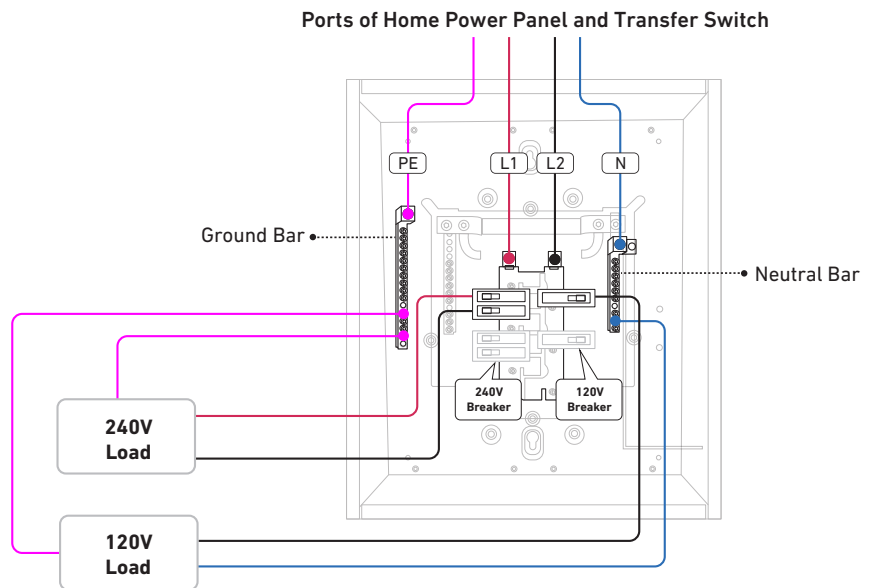 Ports of Home Power Panel and Transfer Switch
PE
L1
L2
N
Ground Bar
Neutral Bar
240V
Breaker
120V
Breaker
240V
Load
120V
Load